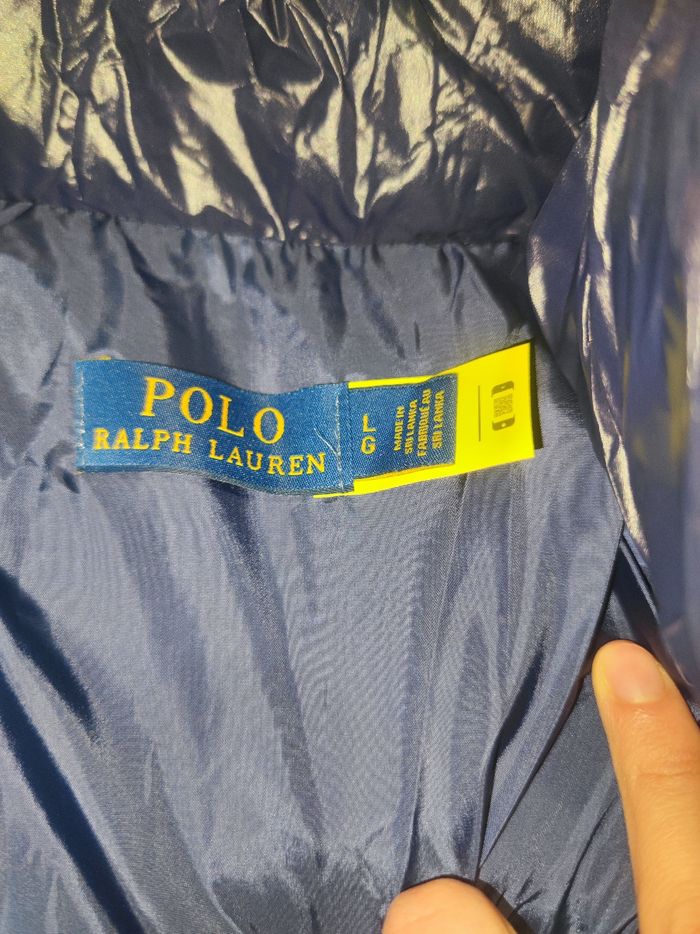 POLO
RALPH LAUREN
L
G
MADE IN
SRI LANKA
FABRIQUÉ AU
SRI LANKA